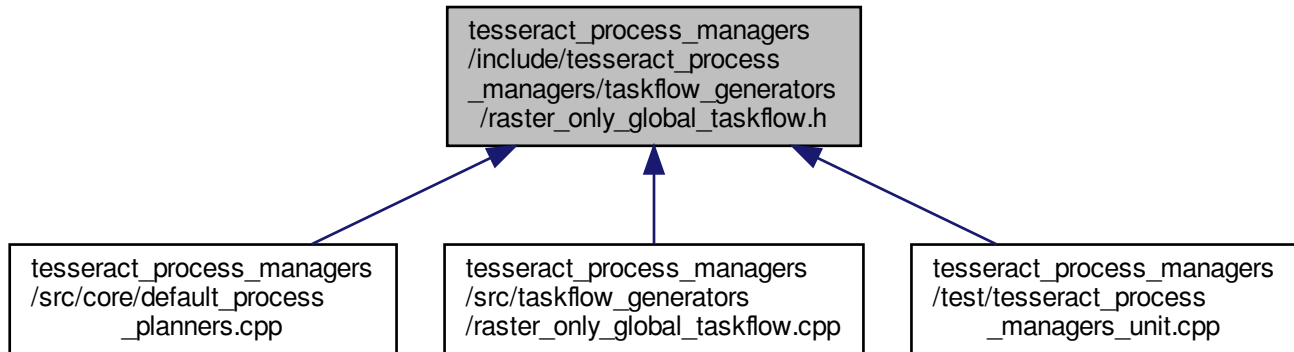 tesseract_process_managers
/include/tesseract_process
_managers/taskflow_generators
/raster_only_global_taskflow.h
tesseract_process_managers
/src/core/default_process
_planners.cpp
tesseract_process_managers
/src/taskflow_generators
/raster_only_global_taskflow.cpp
tesseract_process_managers
/test/tesseract_process
_managers_unit.cpp